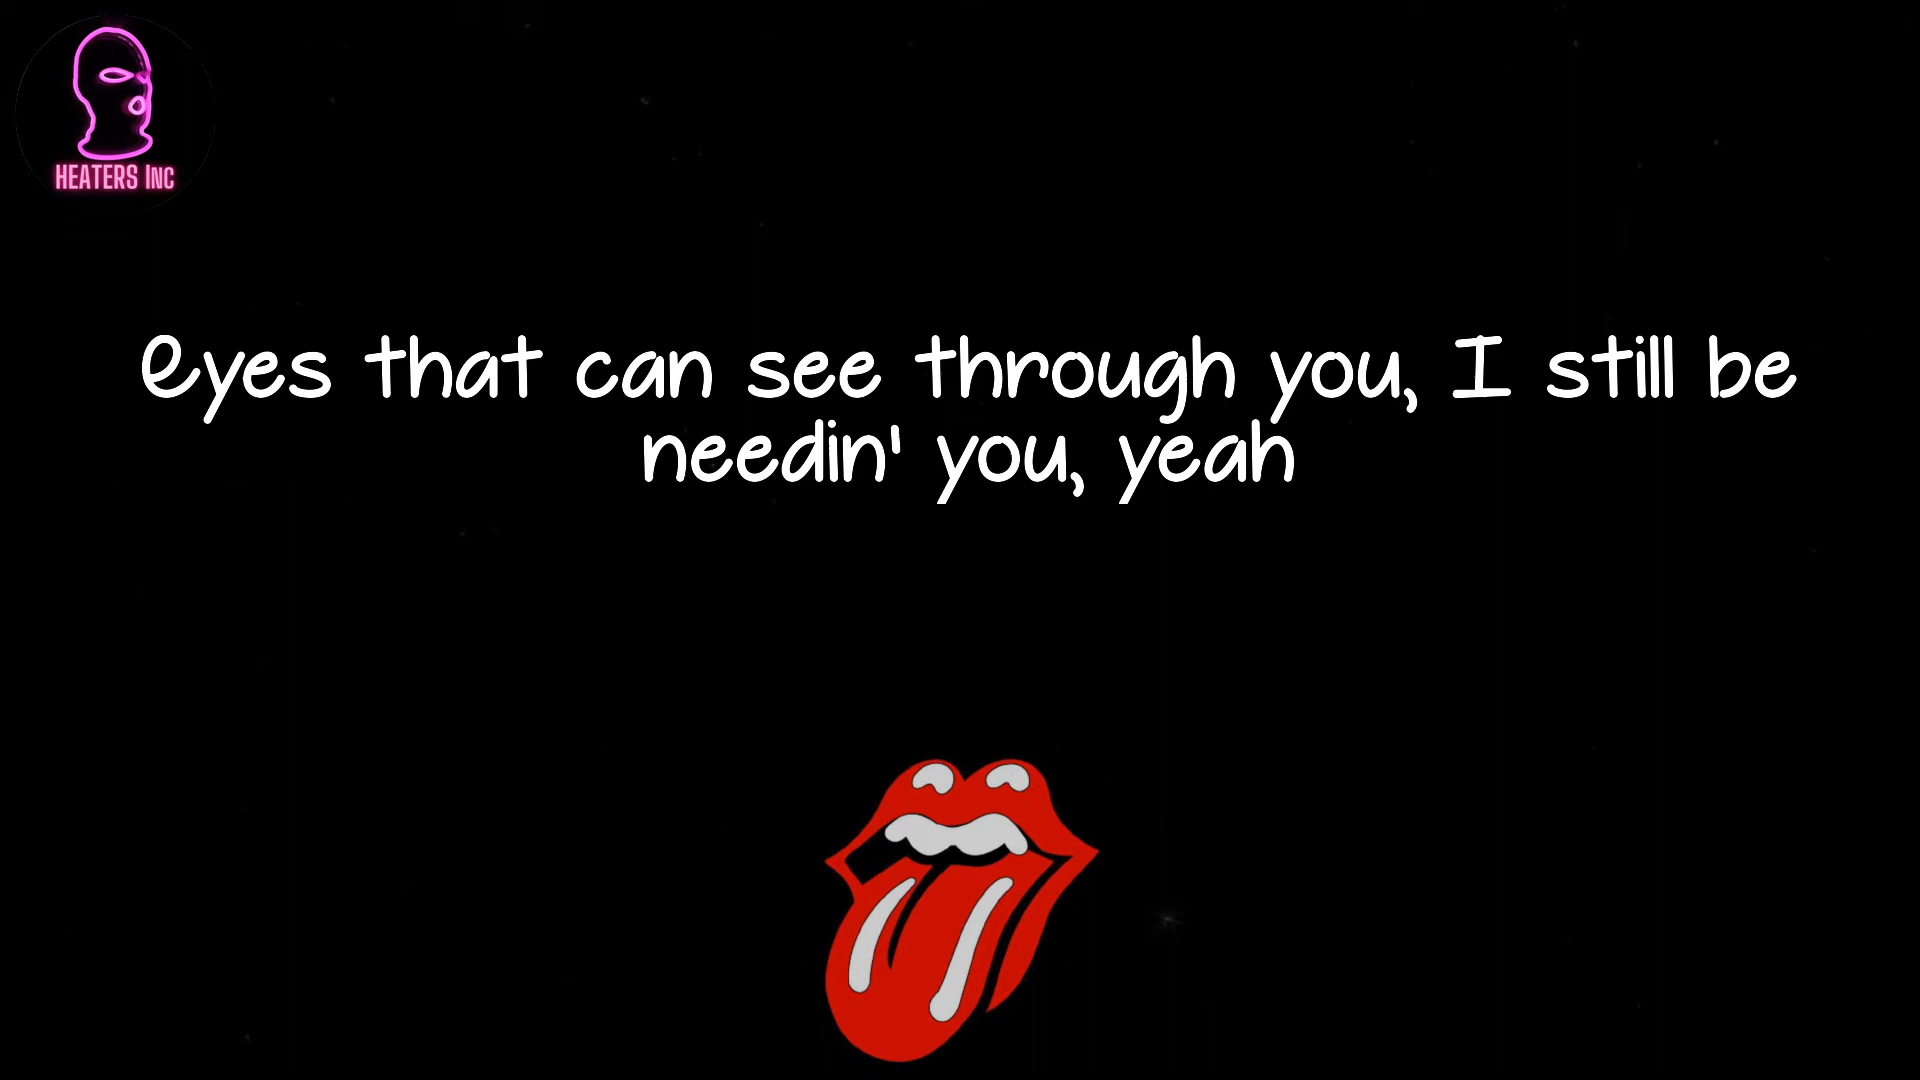 HEATERS INC
eyes that can see through you, I still be
needin' you, yeah